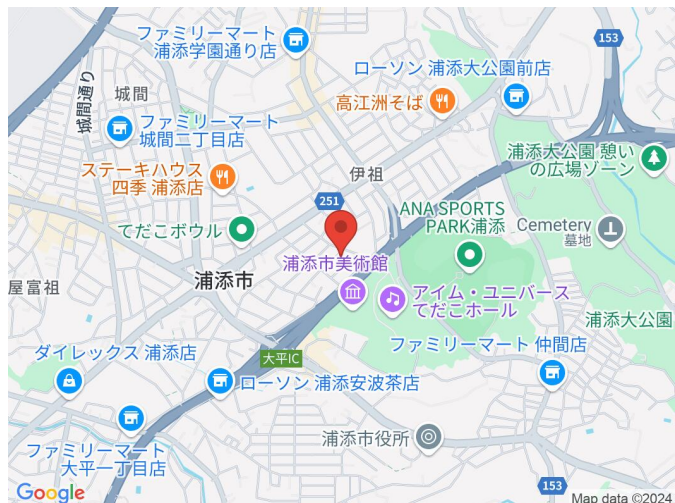 ファミリーマート
浦添学園通り店
153
ローソン 浦添大公園前店
城間通り
城間
高江洲そば
ファミリーマート
城間二丁目店
浦添大公園 憩い
の広場ゾーン
ステーキハウス
四季 浦添店
伊祖
251
ANA SPORTS
PARK浦添
Cemetery
墓地
てだこボウル
浦添市美術館
浦添市
屋富祖
アイム・ユニバース
てだこホール
浦添大公園
ダイレックス 浦添店
大平IC
ファミリーマート 仲間店
ローソン 浦添安波茶店
ファミリーマート
大平一丁目店
浦添市役所
153
Google
Map data ©2024